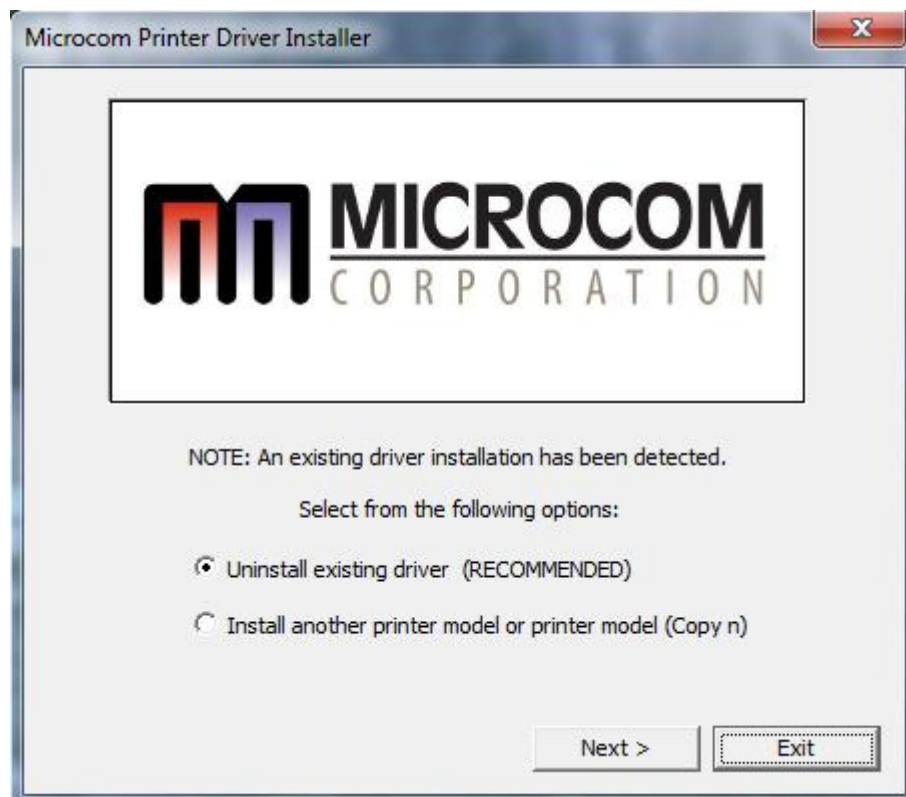 Microcom Printer Driver Installer
MICROCOM
CORPORATION
NOTE: An existing driver installation has been detected.
Select from the following options:
Uninstall existing driver (RECOMMENDED)
Install another printer model or printer model (Copy n)
Next > Exit